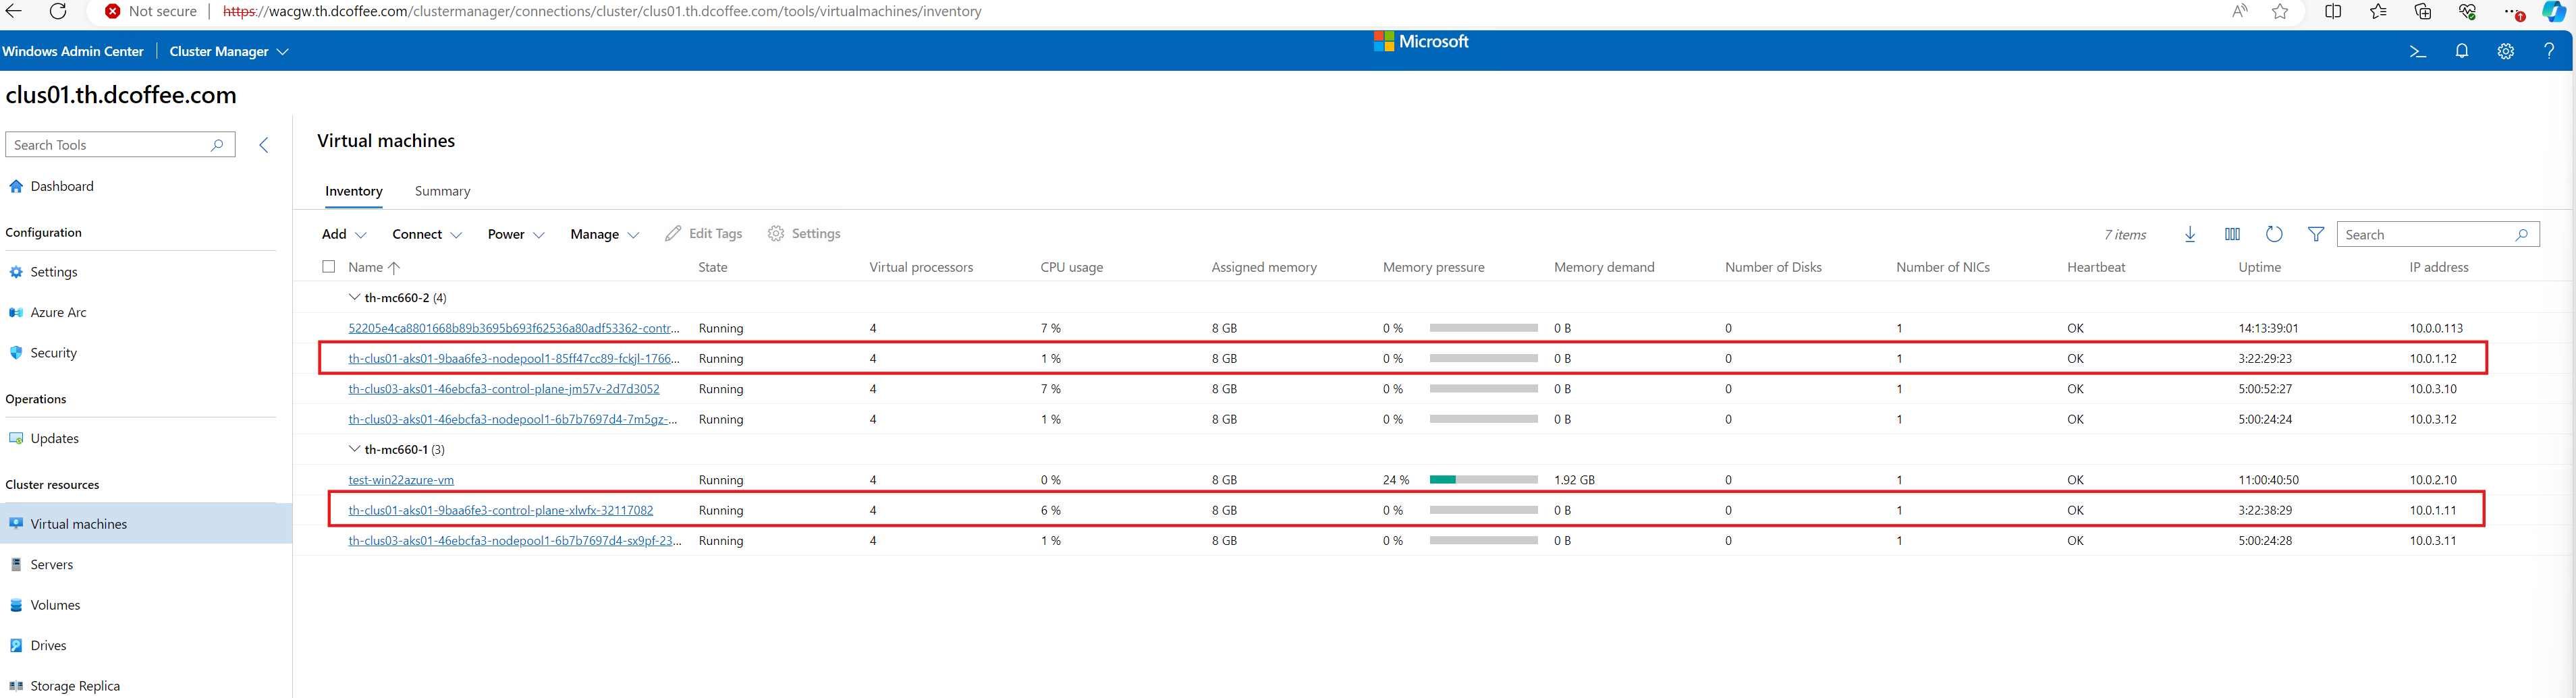 Not secure | https://wacgw.th.dcoffee.com/clustermanager/connections/cluster/clus01.th.dcoffee.com/tools/virtualmachines/inventory
Windows Admin Center | Cluster Manager
Microsoft
clus01.th.dcoffee.com
Search Tools
Dashboard
Configuration
Settings
Azure Arc
Security
Operations
Updates
Cluster resources
Virtual machines
Servers
Volumes
Drives
Storage Replica
Virtual machines
Inventory Summary
Add Connect Power Manage Edit Tags Settings 7 items Search
Name State Virtual processors CPU usage Assigned memory Memory pressure Memory demand Number of Disks Number of NICs Heartbeat Uptime IP address
th-mc660-2 (4)
52205e4ca8801668b89b3695b693f62536a80adf53362-contr... Running 4 7 % 8 GB 0 % 0 B 0 1 OK 14:13:39:01 10.0.0.113
th-clus01-aks01-9baa6fe3-nodepool1-85ff47cc89-fckjl-1766... Running 4 1 % 8 GB 0 % 0 B 0 1 OK 3:22:29:23 10.0.1.12
th-clus03-aks01-46ebcfa3-control-plane-jm57v-2d7d3052 Running 4 7 % 8 GB 0 % 0 B 0 1 OK 5:00:52:27 10.0.3.10
th-clus03-aks01-46ebcfa3-nodepool1-6b7b7697d4-7m5gz-... Running 4 1 % 8 GB 0 % 0 B 0 1 OK 5:00:24:24 10.0.3.12
th-mc660-1 (3)
test-win22azure-vm Running 4 0 % 8 GB 24 % 1.92 GB 0 1 OK 11:00:40:50 10.0.2.10
th-clus01-aks01-9baa6fe3-control-plane-xlwfx-32117082 Running 4 6 % 8 GB 0 % 0 B 0 1 OK 3:22:38:29 10.0.1.11
th-clus03-aks01-46ebcfa3-nodepool1-6b7b7697d4-sx9pf-23... Running 4 1 % 8 GB 0 % 0 B 0 1 OK 5:00:24:28 10.0.3.11